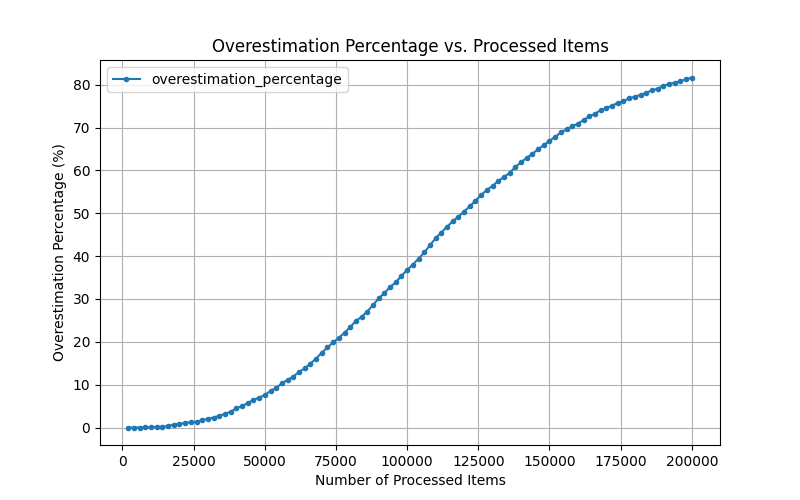 Overestimation Percentage vs. Processed Items
overestimation_percentage
Overestimation Percentage (%)
80
70
60
50
40
30
20
10
0
0 25000 50000 75000 100000 125000 150000 175000 200000
Number of Processed Items